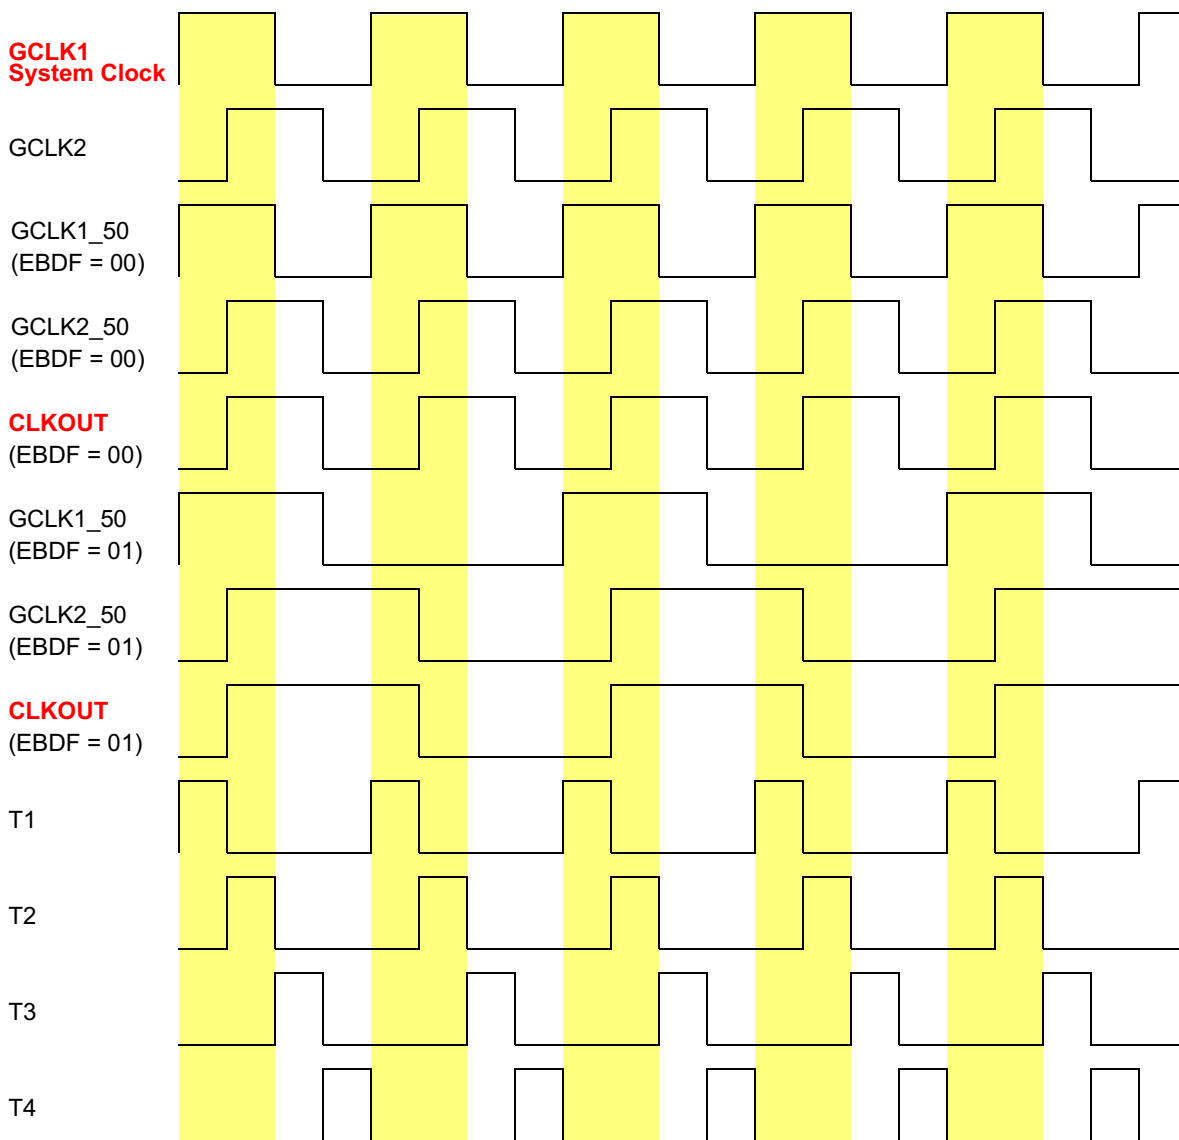 GCLK1
System Clock
GCLK2
GCLK1_50
(EBDF = 00)
GCLK2_50
(EBDF = 00)
CLKOUT
(EBDF = 00)
GCLK1_50
(EBDF = 01)
GCLK2_50
(EBDF = 01)
CLKOUT
(EBDF = 01)
T1
T2
T3
T4